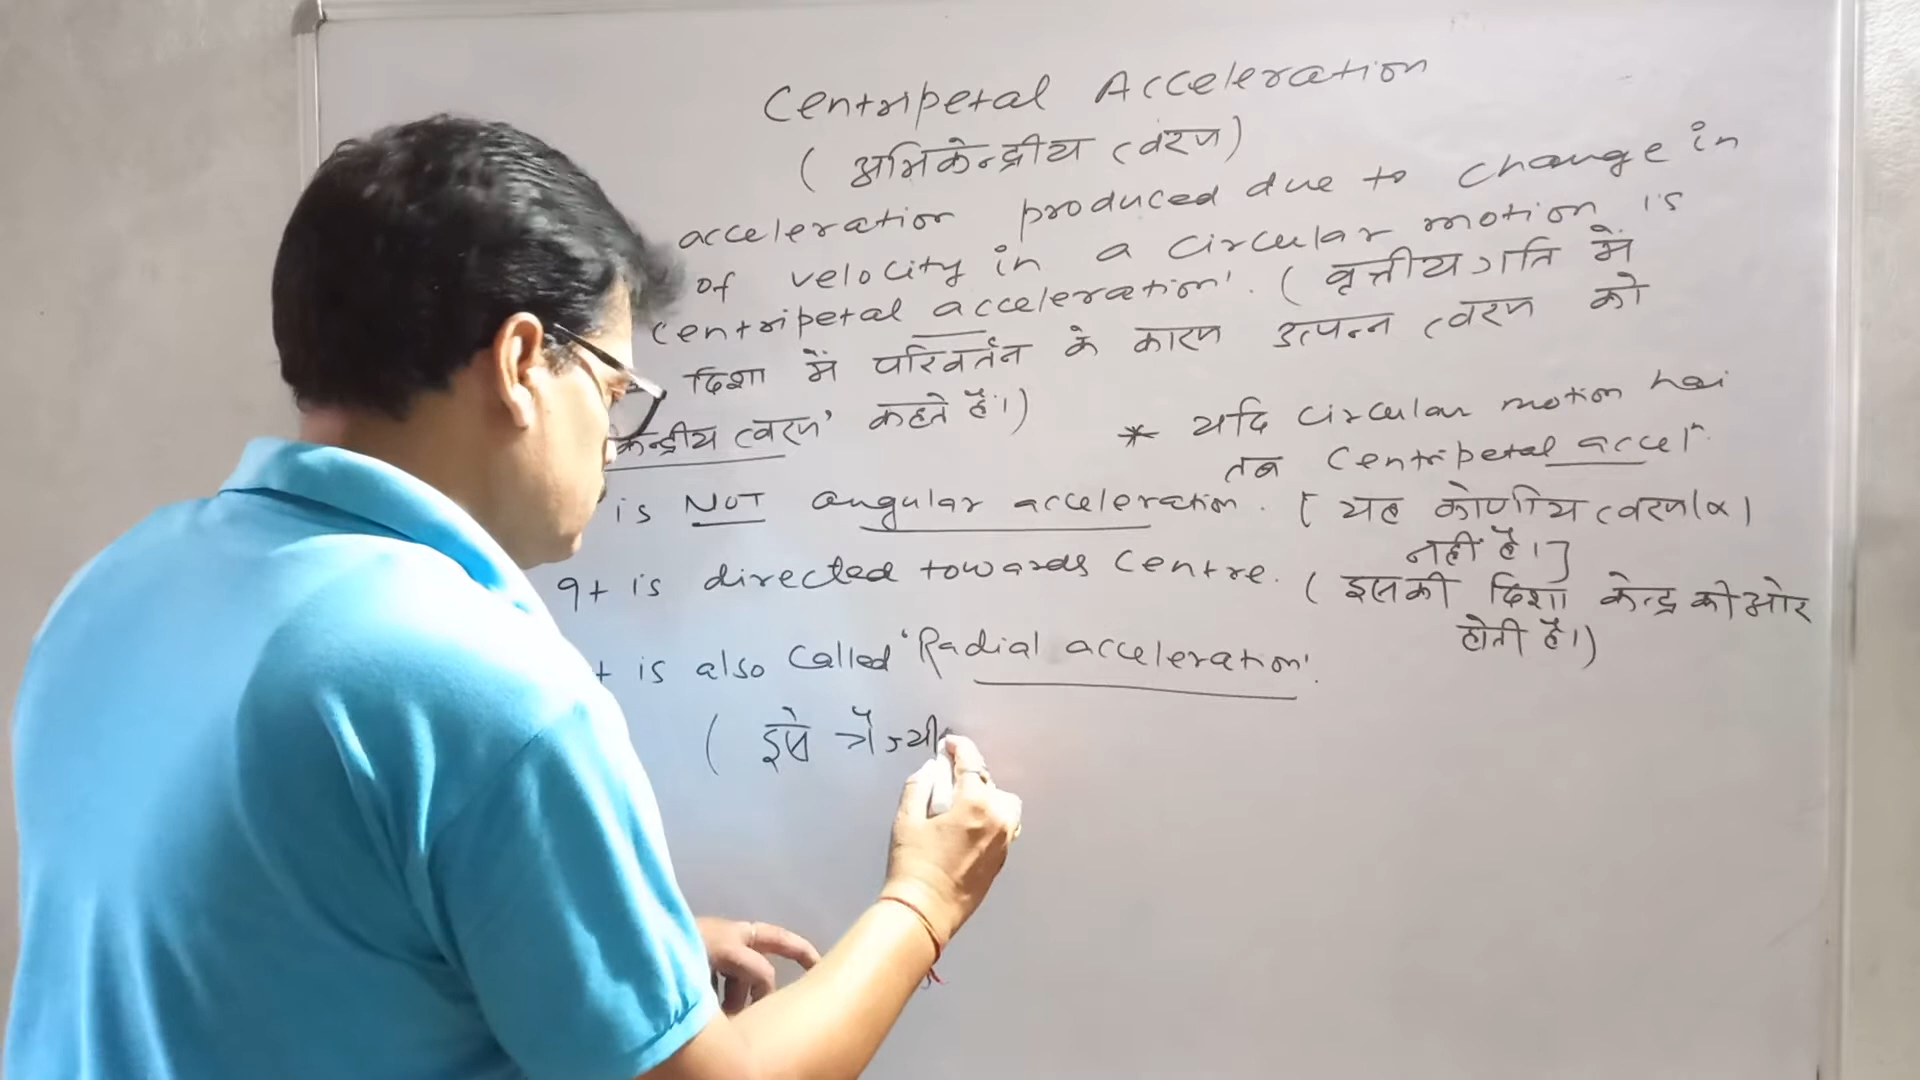 Centripetal Acceleration
( अभिकेन्द्रीय त्वरण )
acceleration produced due to change in
of velocity in a circular motion is
centripetal acceleration'. ( वृत्तीय गति में
दिशा में परिवर्तन के कारण उत्पन्न त्वरण को
केन्द्रीय त्वरण' कहते हैं।)
* यदि circular motion hai
तब Centripetal acceln.
is NOT angular acceleration. [ यह कोणीय त्वरण(α)
नहीं है।]
It is directed towards Centre. ( इसकी दिशा केन्द्र की ओर
होती है।)
t is also called 'Radial acceleration'.
( इसे त्रैज्यी